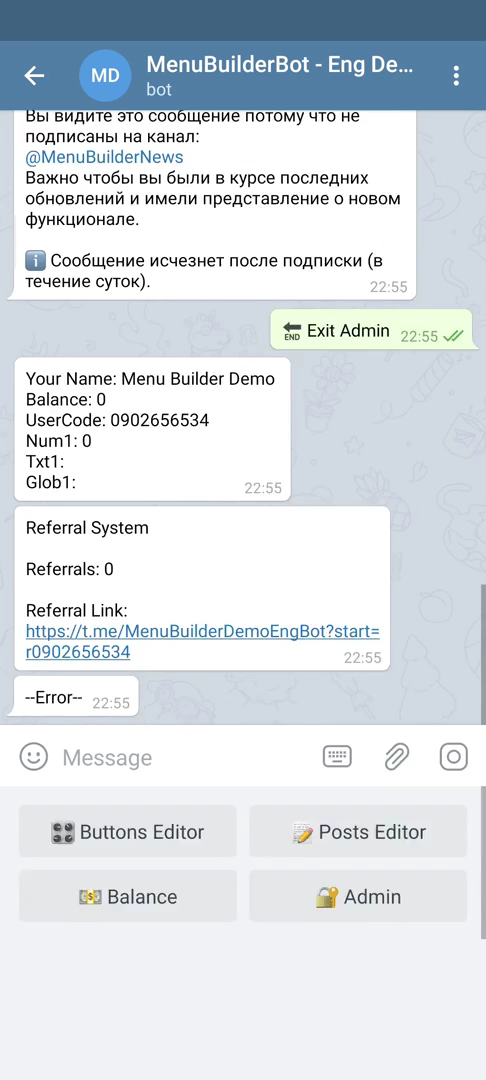 MD
MenuBuilderBot - Eng De...
bot
Вы видите это сообщение потому что не
подписаны на канал:
@MenuBuilderNews
Важно чтобы вы были в курсе последних
обновлений и имели представление о новом
функционале.
ℹ️ Сообщение исчезнет после подписки (в
течение суток).
22:55
🔚 Exit Admin 22:55
Your Name: Menu Builder Demo
Balance: 0
UserCode: 0902656534
Num1: 0
Txt1:
Glob1:
22:55
Referral System
Referrals: 0
Referral Link:
https://t.me/MenuBuilderDemoEngBot?start=
r0902656534
22:55
--Error-- 22:55
Message
🎛 Buttons Editor
📝 Posts Editor
💵 Balance
🔐 Admin